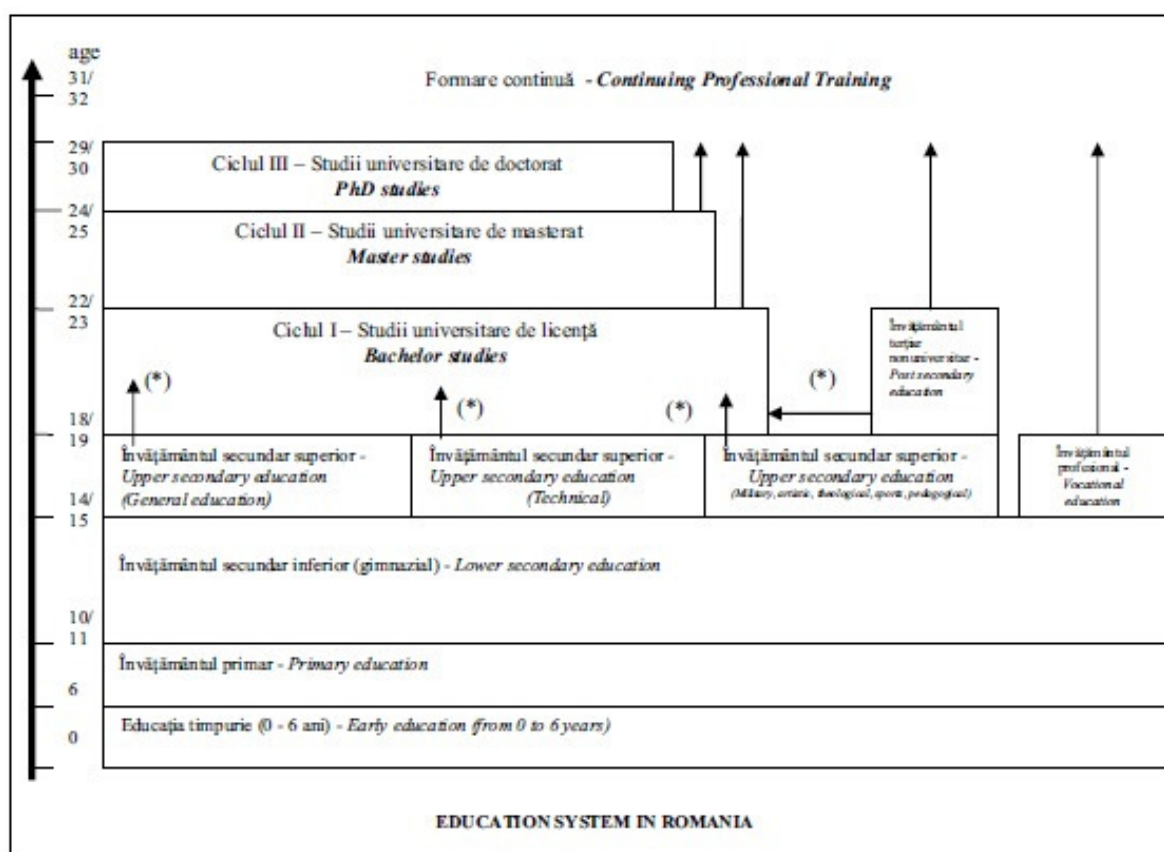 age
31/
32
Formare continuă - Continuing Professional Training
29/
30
Ciclul III – Studii universitare de doctorat
PhD studies
24/
25
Ciclul II – Studii universitare de masterat
Master studies
22/
23
Ciclul I – Studii universitare de licență
Bachelor studies
Învățământul
terțiar
nonuniversitar -
Post secondary
education
(*)
(*)
(*)
(*)
18/
19
Învățământul secundar superior -
Upper secondary education
(General education)
Învățământul secundar superior -
Upper secondary education
(Technical)
Învățământul secundar superior -
Upper secondary education
(Military, artistic, theological, sports, pedagogical)
Învățământul
profesional -
Vocational
education
14/
15
Învățământul secundar inferior (gimnazial) - Lower secondary education
10/
11
Învățământul primar - Primary education
6
Educația timpurie (0 - 6 ani) - Early education (from 0 to 6 years)
0
EDUCATION SYSTEM IN ROMANIA